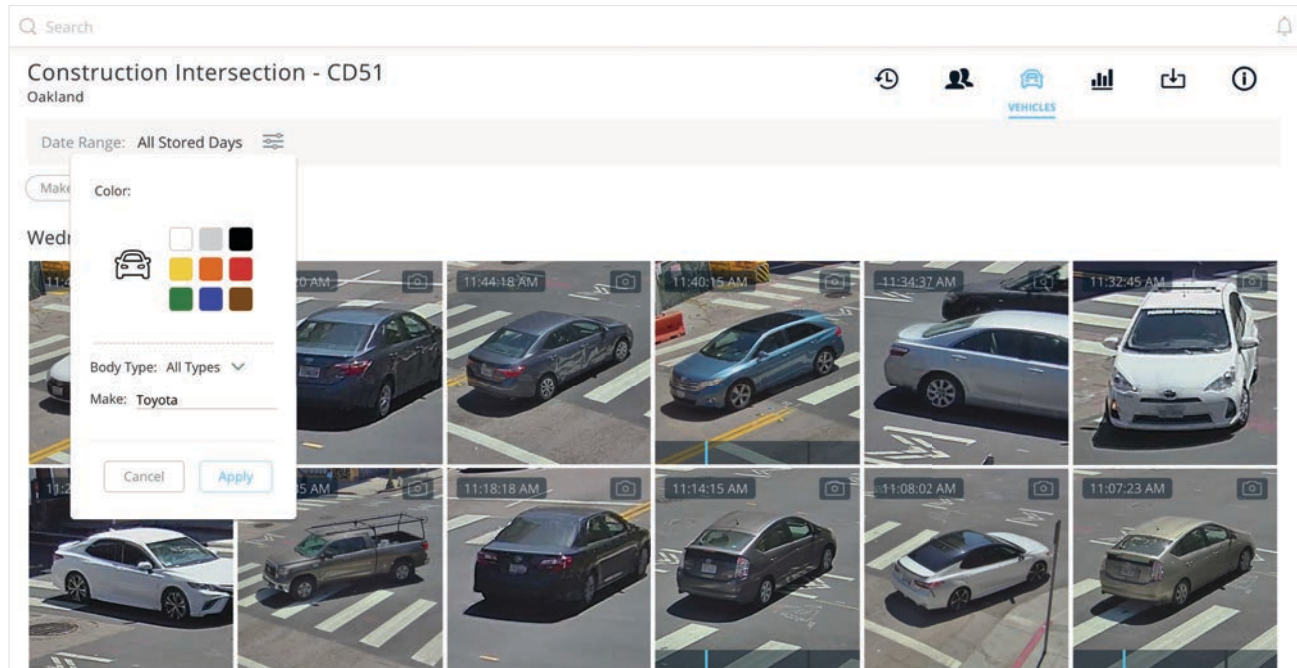 Search
Construction Intersection - CD51
Oakland
VEHICLES
Date Range: All Stored Days
Make
Color:
Wedn
11:44:18 AM
11:40:15 AM
11:34:37 AM
11:32:45 AM
PARKING ENFORCEMENT
Body Type: All Types
Make: Toyota
Cancel
Apply
11:18:18 AM
11:14:15 AM
11:08:02 AM
11:07:23 AM